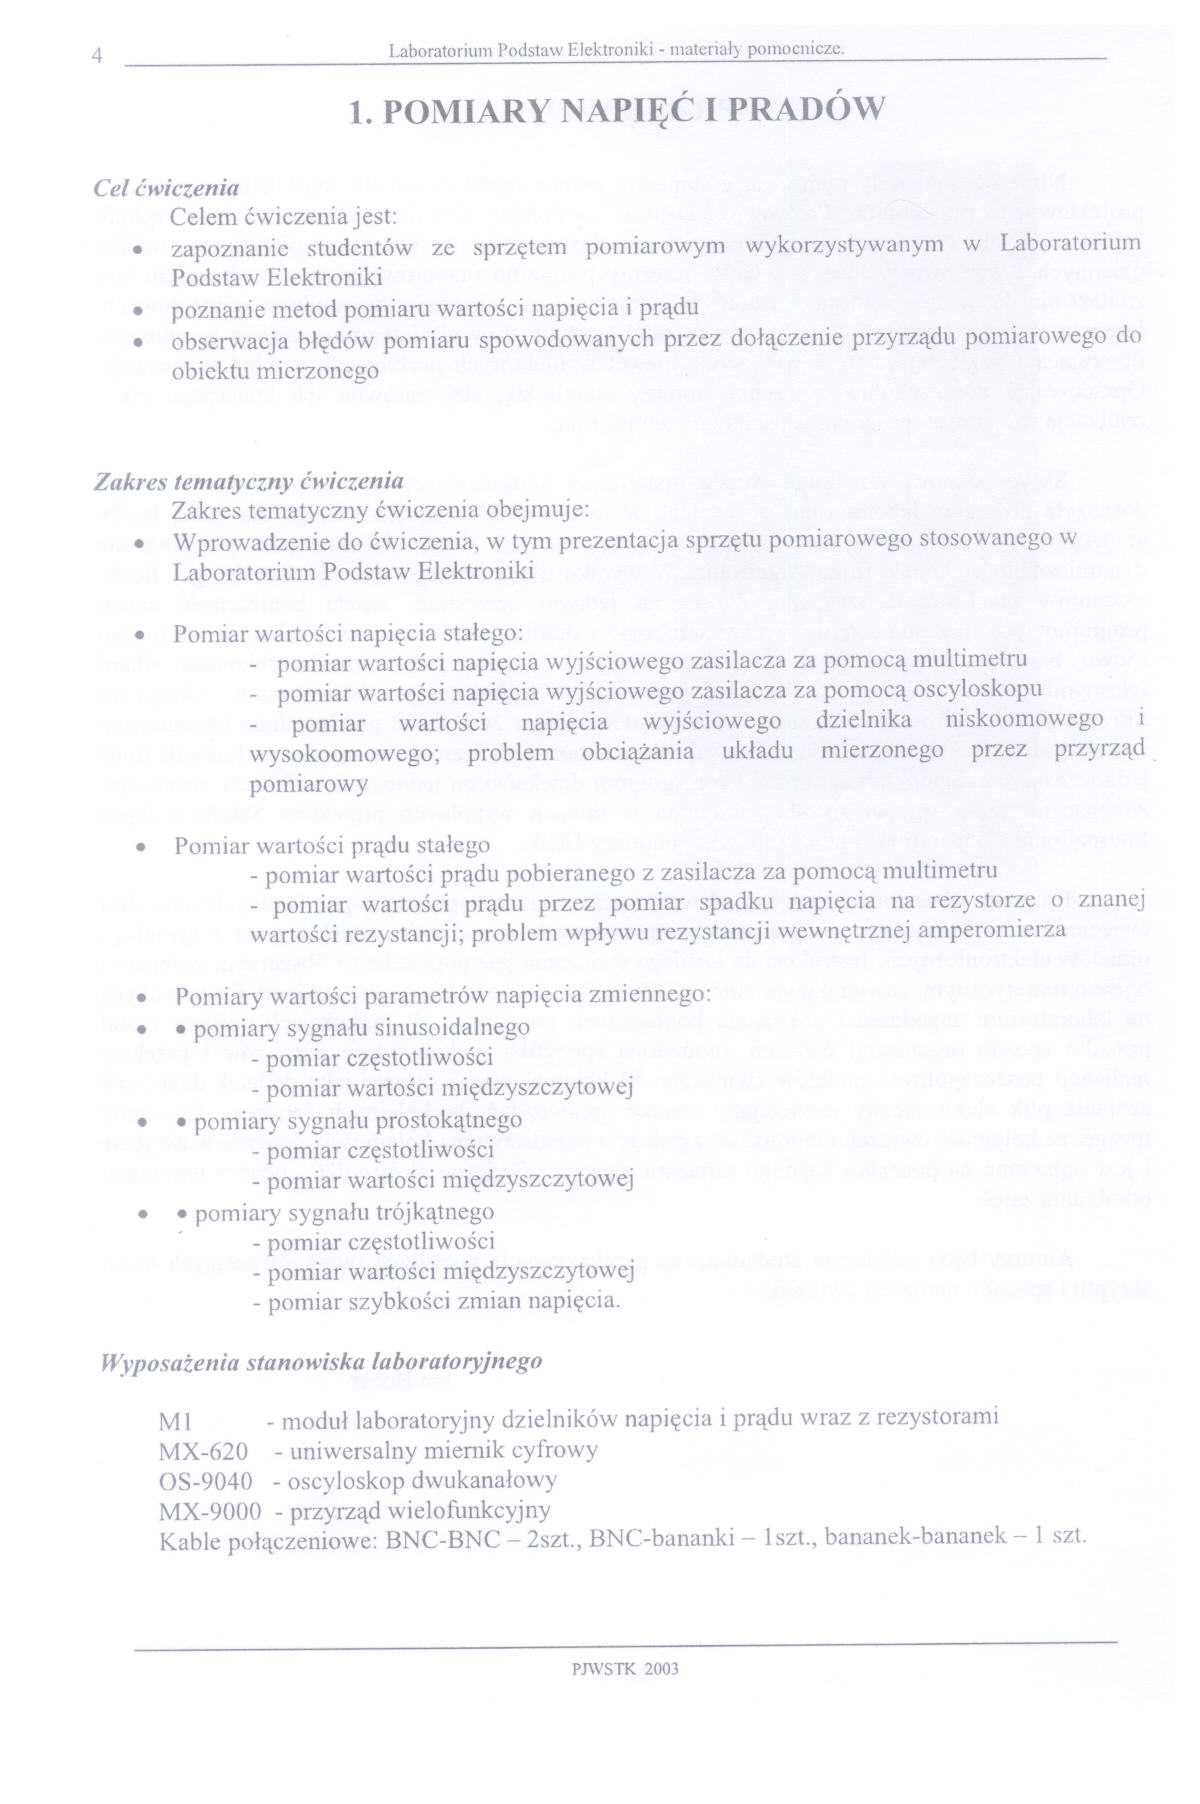 4
Laboratorium Podstaw Elektroniki - materiały pomocnicze.
1. POMIARY NAPIĘĆ I PRADÓW
Cel ćwiczenia
Celem ćwiczenia jest:
• zapoznanie studentów ze sprzętem pomiarowym wykorzystywanym w Laboratorium
Podstaw Elektroniki
• poznanie metod pomiaru wartości napięcia i prądu
• obserwacja błędów pomiaru spowodowanych przez dołączenie przyrządu pomiarowego do
obiektu mierzonego
Zakres tematyczny ćwiczenia
Zakres tematyczny ćwiczenia obejmuje:
• Wprowadzenie do ćwiczenia, w tym prezentacja sprzętu pomiarowego stosowanego w
Laboratorium Podstaw Elektroniki
• Pomiar wartości napięcia stałego:
- pomiar wartości napięcia wyjściowego zasilacza za pomocą multimetru
- pomiar wartości napięcia wyjściowego zasilacza za pomocą oscyloskopu
- pomiar wartości napięcia wyjściowego dzielnika niskoomowego i
wysokoomowego; problem obciążania układu mierzonego przez przyrząd
pomiarowy
• Pomiar wartości prądu stałego
- pomiar wartości prądu pobieranego z zasilacza za pomocą multimetru
- pomiar wartości prądu przez pomiar spadku napięcia na rezystorze o znanej
wartości rezystancji; problem wpływu rezystancji wewnętrznej amperomierza
• Pomiary wartości parametrów napięcia zmiennego:
• • pomiary sygnału sinusoidalnego
- pomiar częstotliwości
- pomiar wartości międzyszczytowej
• • pomiary sygnału prostokątnego
- pomiar częstotliwości
- pomiar wartości międzyszczytowej
• • pomiary sygnału trójkątnego
- pomiar częstotliwości
- pomiar wartości międzyszczytowej
- pomiar szybkości zmian napięcia.
Wyposażenia stanowiska laboratoryjnego
M1 - moduł laboratoryjny dzielników napięcia i prądu wraz z rezystorami
MX-620 - uniwersalny miernik cyfrowy
OS-9040 - oscyloskop dwukanałowy
MX-9000 - przyrząd wielofunkcyjny
Kable połączeniowe: BNC-BNC – 2szt., BNC-bananki – 1szt., bananek-bananek – 1 szt.
PJWSTK 2003